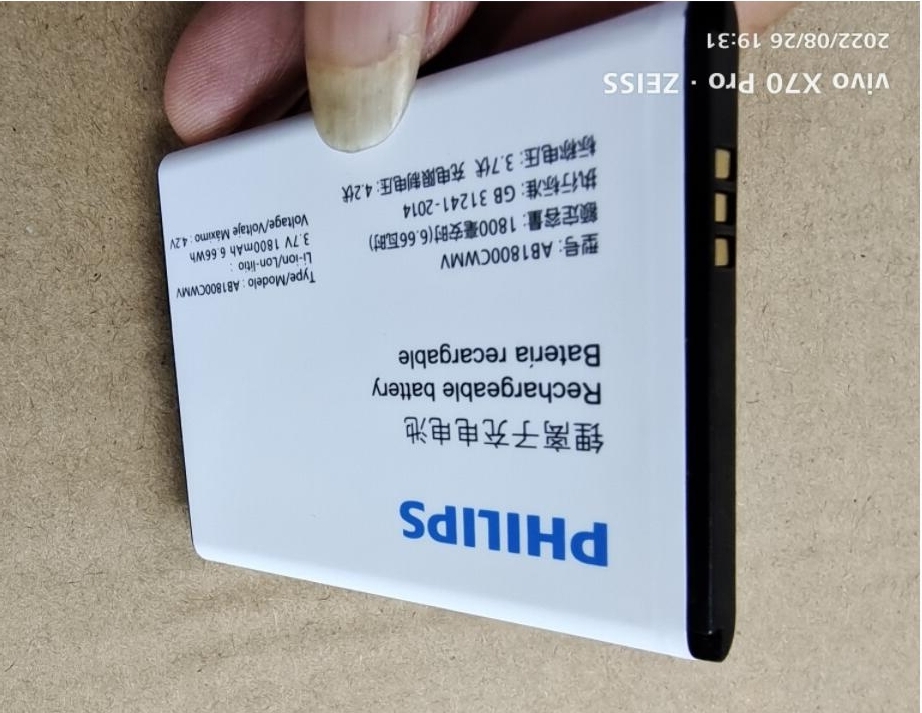 PHILIPS
锂离子充电电池
Rechargeable battery
Bateria recargable
型号: AB1800CWMV
额定容量: 1800毫安时(6.66瓦时)
执行标准: GB 31241-2014
标称电压: 3.7伏 充电限制电压: 4.2伏
Type/Modelo : AB1800CWMV
Li-ion/Lon-litio :
3.7V 1800mAh 6.66Wh
Voltage/Voltaje Máximo : 4.2V
vivo X70 Pro · ZEISS
2022/08/26 19:31